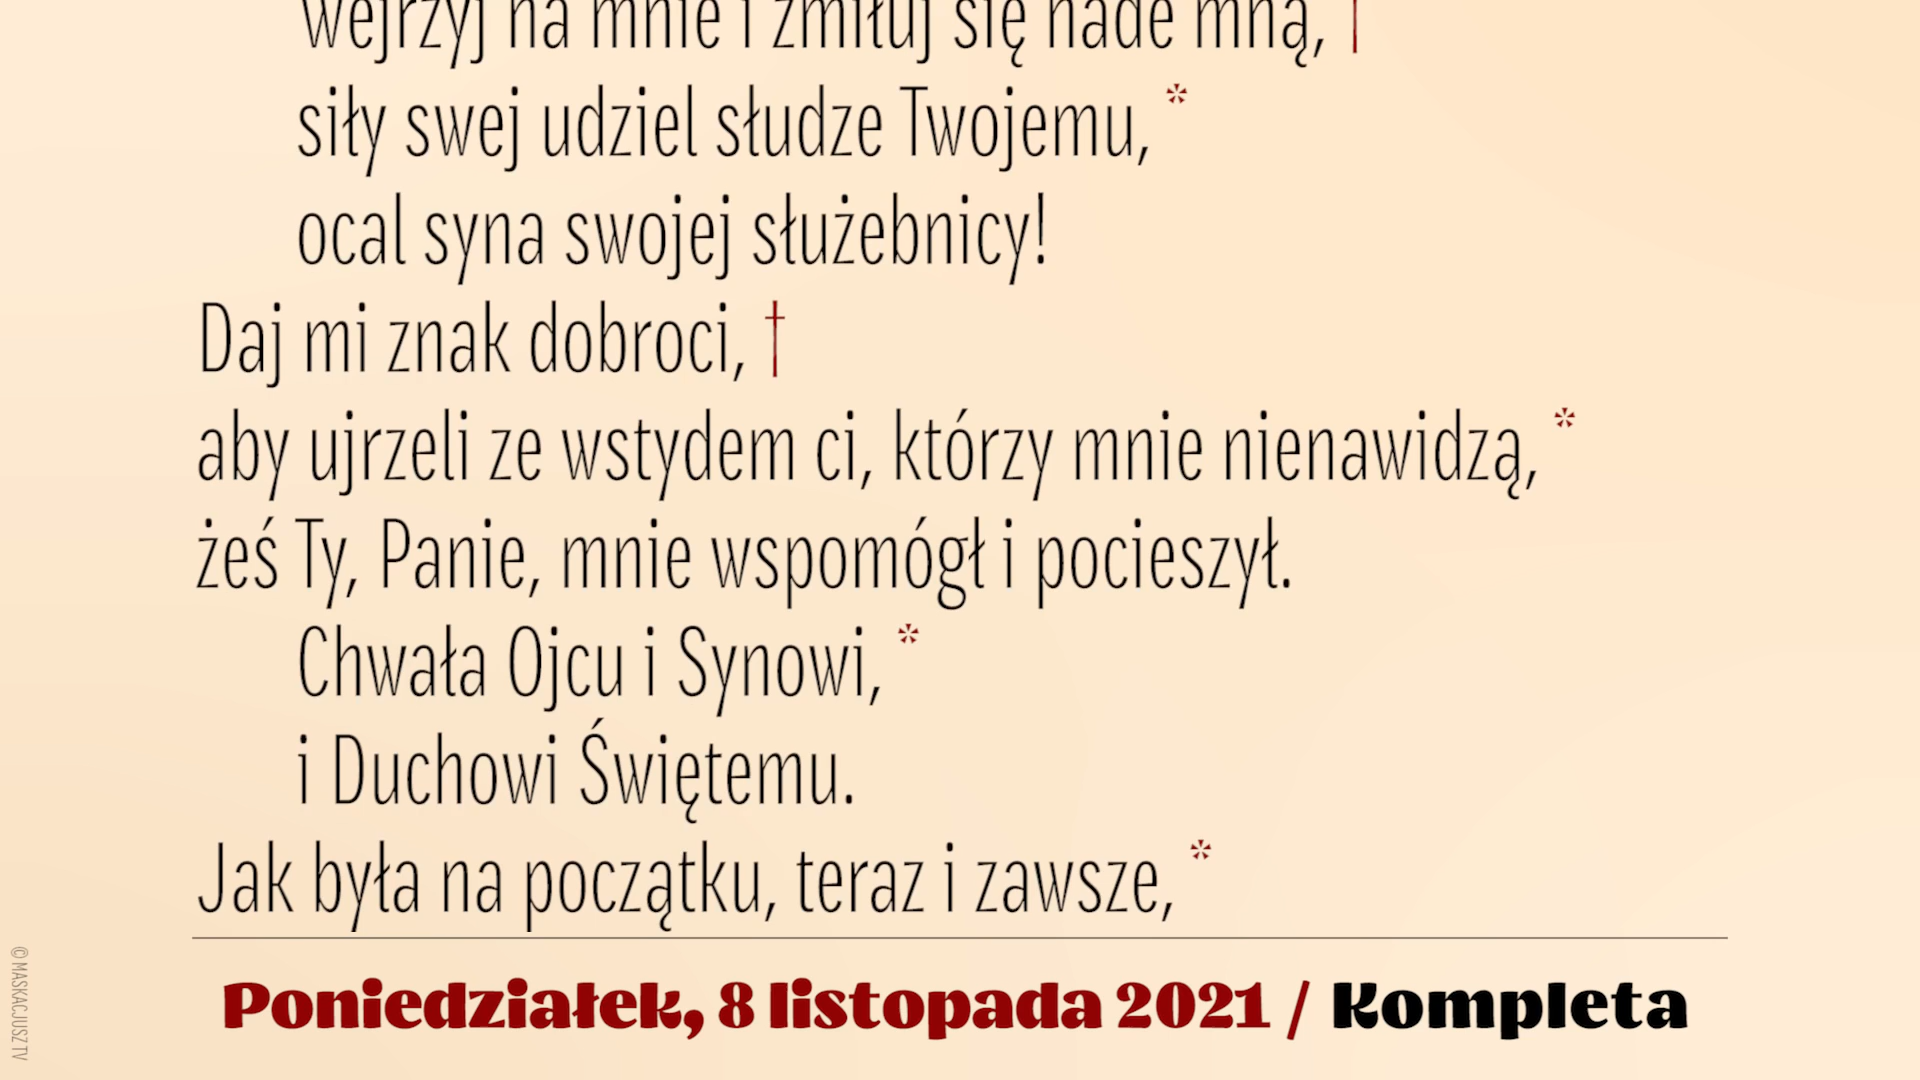 wejrzyj na mnie i zmiłuj się nade mną, †
siły swej udziel słudze Twojemu, *
ocal syna swojej służebnicy!
Daj mi znak dobroci, †
aby ujrzeli ze wstydem ci, którzy mnie nienawidzą, *
żeś Ty, Panie, mnie wspomógł i pocieszył.
Chwała Ojcu i Synowi, *
i Duchowi Świętemu.
Jak była na początku, teraz i zawsze, *
Poniedziałek, 8 listopada 2021 / Kompleta
© MASKACJUSZ TV